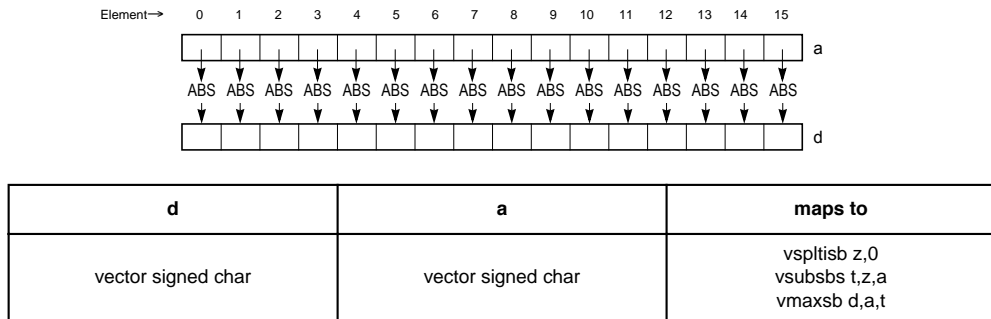 Element→ 0 1 2 3 4 5 6 7 8 9 10 11 12 13 14 15
a
ABS ABS ABS ABS ABS ABS ABS ABS ABS ABS ABS ABS ABS ABS ABS ABS
d
d a maps to
vector signed char vector signed char vspltisb z,0
vsubsbs t,z,a
vmaxsb d,a,t